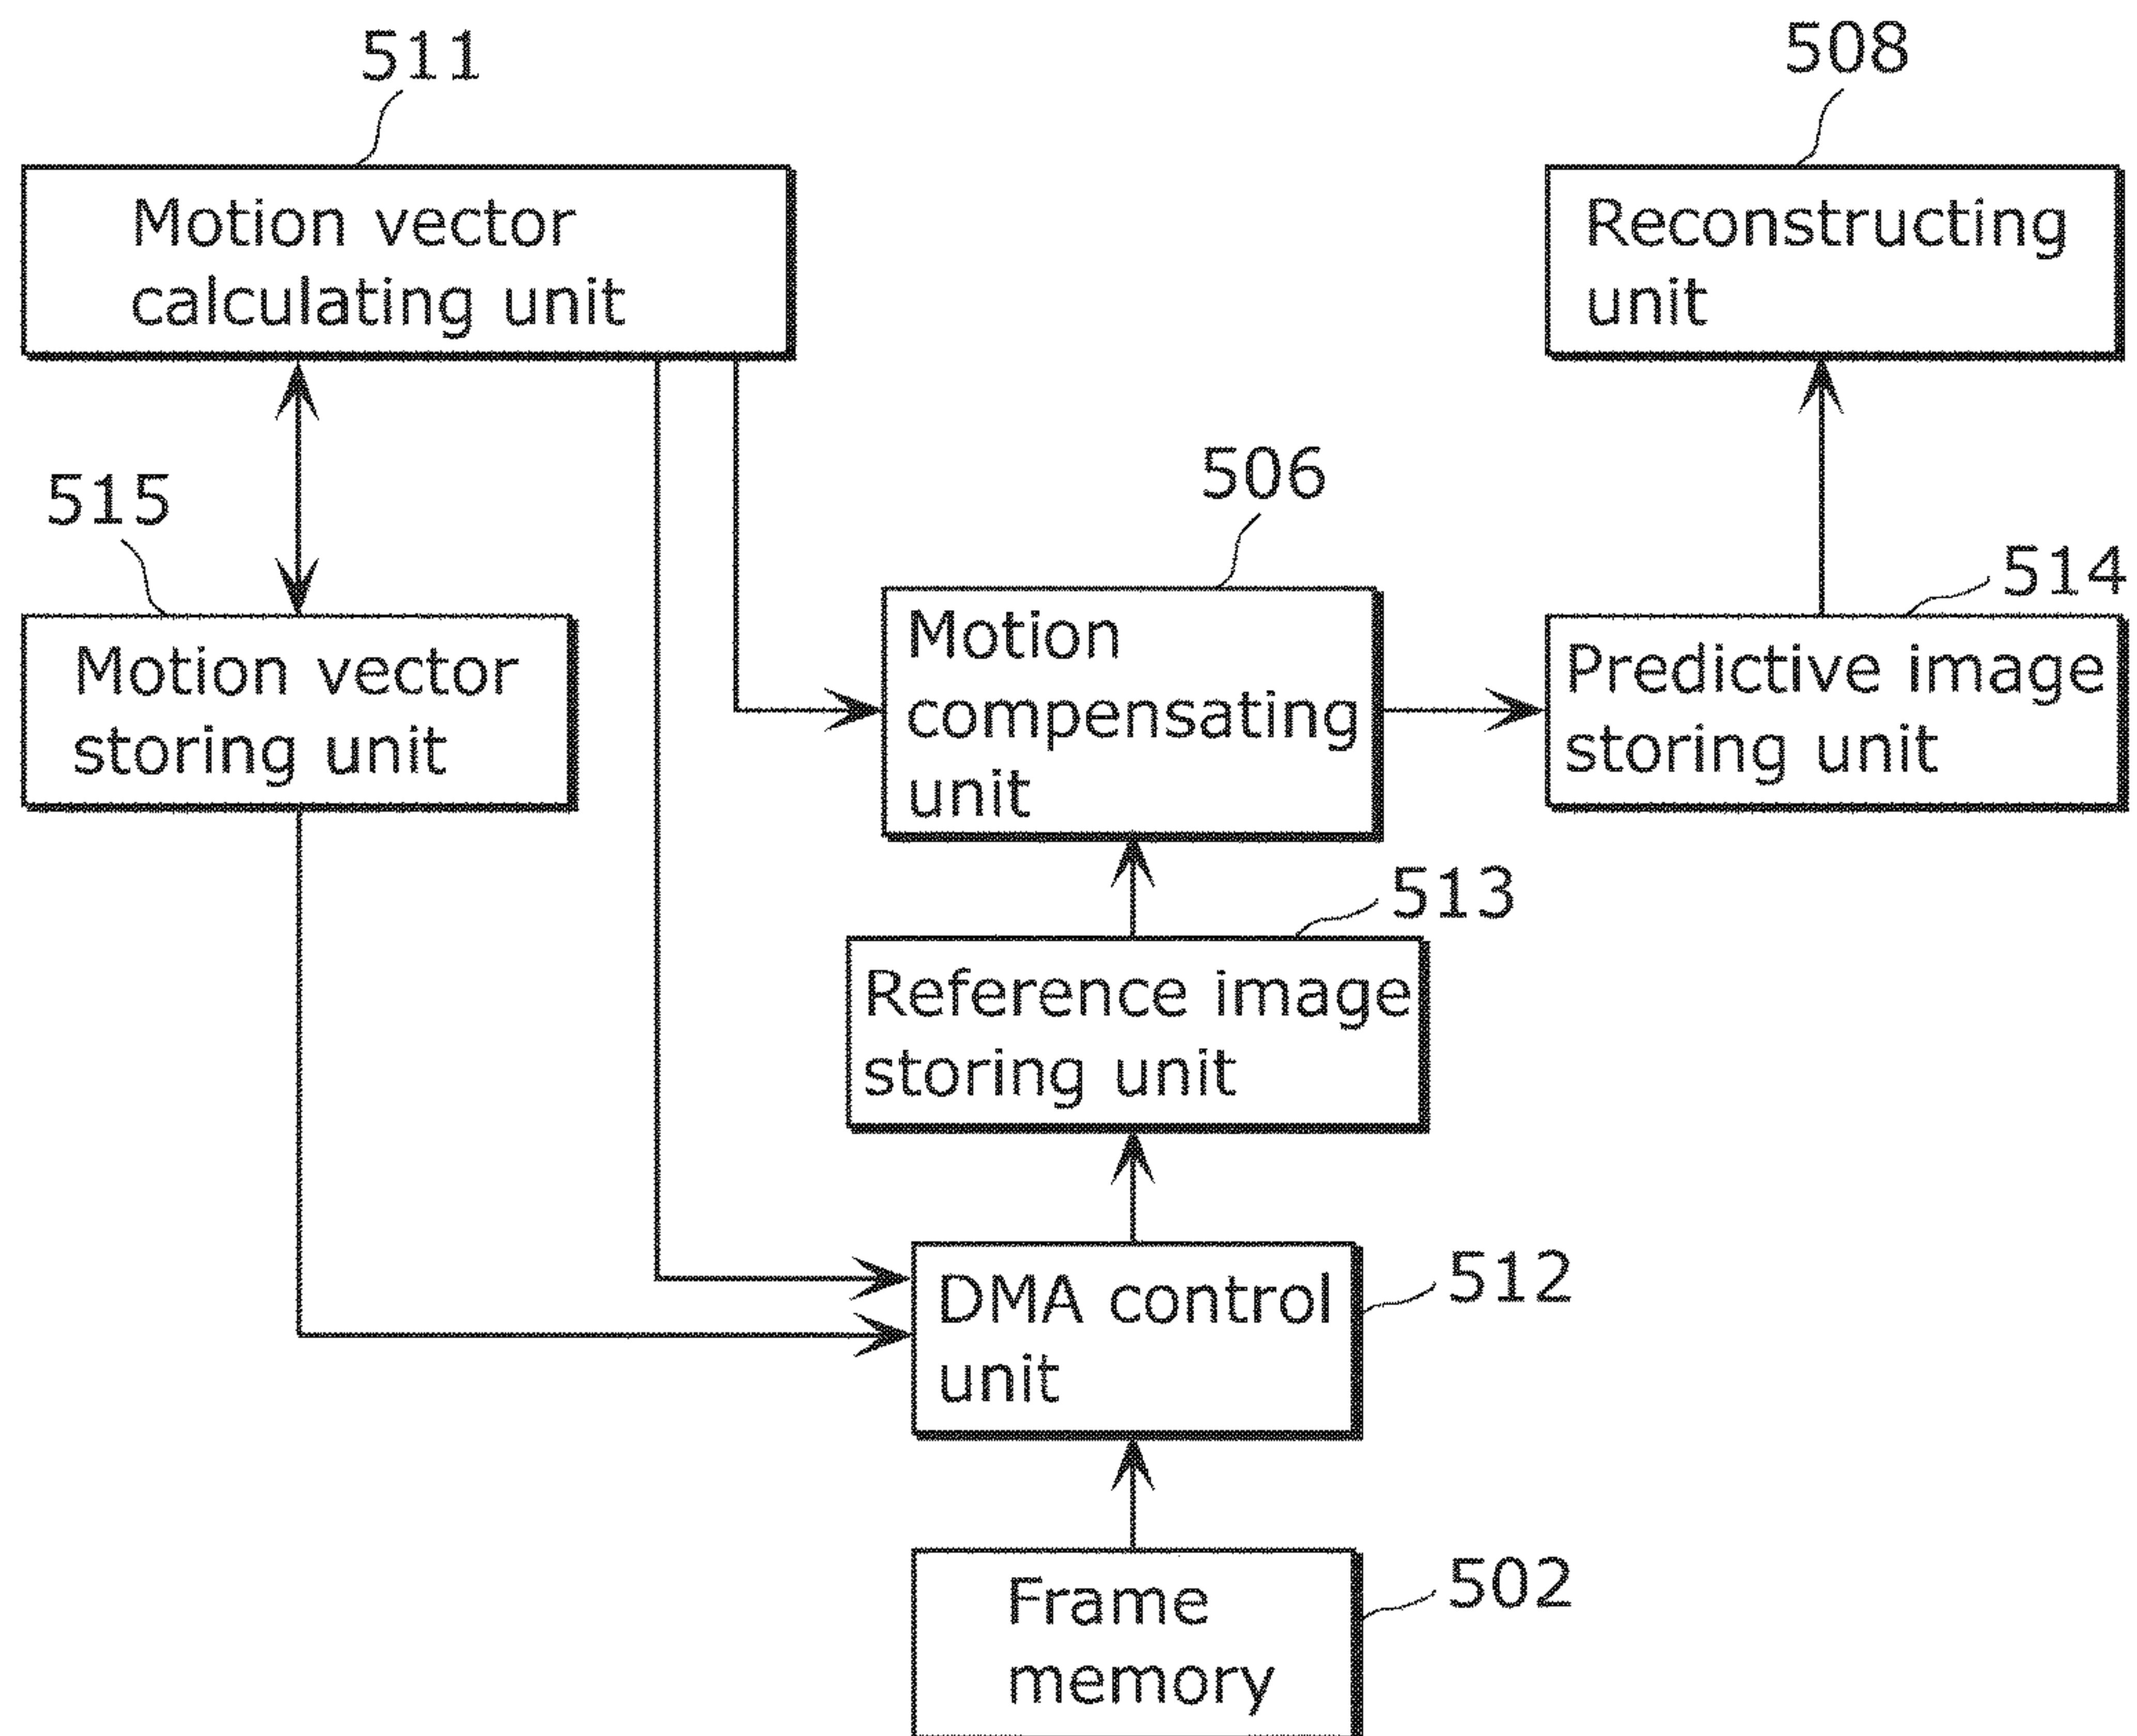 511
508
Motion vector
calculating unit
Reconstructing
unit
506
515
514
Motion vector
storing unit
Motion
compensating
unit
Predictive image
storing unit
513
Reference image
storing unit
512
DMA control
unit
502
Frame
memory